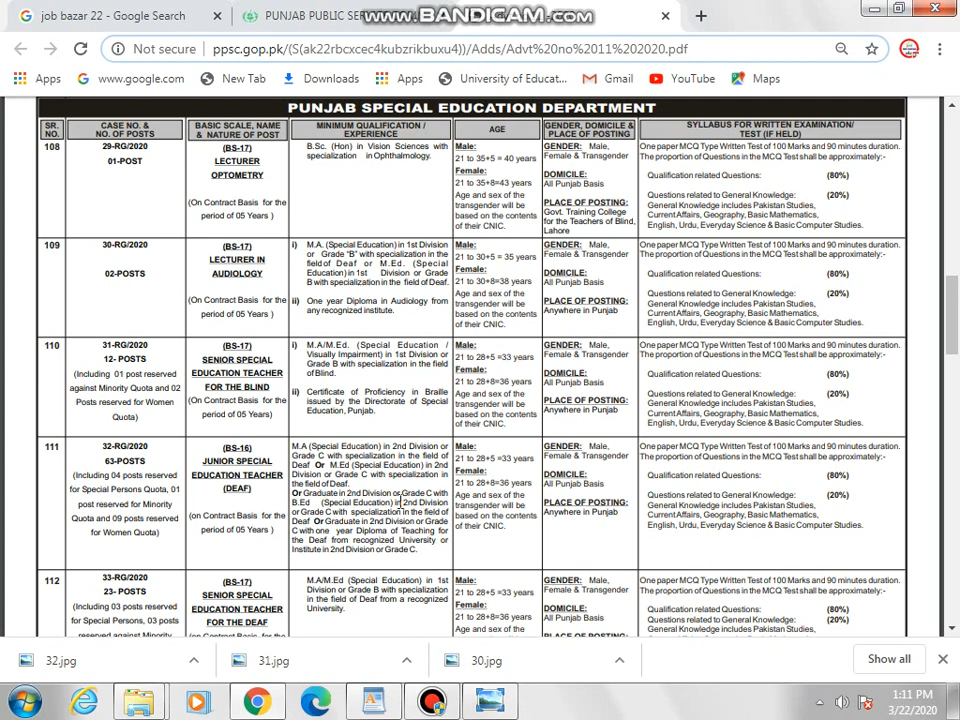 job bazar 22 - Google Search
PUNJAB PUBLIC SER
WWW.BANDICAM.COM
Not secure
ppsc.gop.pk/(S(ak22rbcxcec4kubzrikbuxu4))/Adds/Advt%20no%2011%202020.pdf
Apps
www.google.com
New Tab
Downloads
Apps
University of Educat...
Gmail
YouTube
Maps
PUNJAB SPECIAL EDUCATION DEPARTMENT
SR. NO.
CASE NO. &
NO. OF POSTS
BASIC SCALE, NAME
& NATURE OF POST
MINIMUM QUALIFICATION /
EXPERIENCE
AGE
GENDER, DOMICILE &
PLACE OF POSTING
SYLLABUS FOR WRITTEN EXAMINATION/
TEST (IF HELD)
108
29-RG/2020
01-POST
(BS-17)
LECTURER
OPTOMETRY
(On Contract Basis for the
period of 05 Years )
B.Sc. (Hon) in Vision Sciences with
specialization in Ophthalmology.
Male:
21 to 35+5 = 40 years
Female:
21 to 35+8=43 years
Age and sex of the
transgender will be
based on the contents
of their CNIC.
GENDER: Male,
Female & Transgender
DOMICILE:
All Punjab Basis
PLACE OF POSTING:
Govt. Training College
for the Teachers of Blind,
Lahore
One paper MCQ Type Written Test of 100 Marks and 90 minutes duration.
The proportion of Questions in the MCQ Test shall be approximately:-
Qualification related Questions: (80%)
Questions related to General Knowledge: (20%)
General Knowledge includes Pakistan Studies,
Current Affairs, Geography, Basic Mathematics,
English, Urdu, Everyday Science & Basic Computer Studies.
109
30-RG/2020
02-POSTS
(BS-17)
LECTURER IN
AUDIOLOGY
(On Contract Basis for the
period of 05 Years )
i) M.A. (Special Education) in 1st Division
or Grade "B" with specialization in the
field of Deaf or M.Ed. (Special
Education) in 1st Division or Grade
B with specialization in the field of Deaf.
ii) One year Diploma in Audiology from
any recognized institute.
Male:
21 to 30+5 = 35 years
Female:
21 to 30+8=38 years
Age and sex of the
transgender will be
based on the contents
of their CNIC.
GENDER: Male,
Female & Transgender
DOMICILE:
All Punjab Basis
PLACE OF POSTING:
Anywhere in Punjab
One paper MCQ Type Written Test of 100 Marks and 90 minutes duration.
The proportion of Questions in the MCQ Test shall be approximately:-
Qualification related Questions: (80%)
Questions related to General Knowledge: (20%)
General Knowledge includes Pakistan Studies,
Current Affairs, Geography, Basic Mathematics,
English, Urdu, Everyday Science & Basic Computer Studies.
110
31-RG/2020
12- POSTS
(Including 01 post reserved
against Minority Quota and 02
Posts reserved for Women
Quota)
(BS-17)
SENIOR SPECIAL
EDUCATION TEACHER
FOR THE BLIND
(On Contract Basis for the
period of 05 Years)
i) M.A/M.Ed. (Special Education /
Visually Impairment) in 1st Division or
Grade B with specialization in the field
of Blind.
ii) Certificate of Proficiency in Braille
issued by the Directorate of Special
Education, Punjab.
Male:
21 to 28+5=33 years
Female:
21 to 28+8=36 years
Age and sex of the
transgender will be
based on the contents
of their CNIC.
GENDER: Male,
Female & Transgender
DOMICILE:
All Punjab Basis
PLACE OF POSTING:
Anywhere in Punjab
One paper MCQ Type Written Test of 100 Marks and 90 minutes duration.
The proportion of Questions in the MCQ Test shall be approximately:-
Qualification related Questions: (80%)
Questions related to General Knowledge: (20%)
General Knowledge includes Pakistan Studies,
Current Affairs, Geography, Basic Mathematics,
English, Urdu, Everyday Science & Basic Computer Studies.
111
32-RG/2020
63-POSTS
(Including 04 posts reserved
for Special Persons Quota, 01
post reserved for Minority
Quota and 09 posts reserved
for Women Quota)
(BS-16)
JUNIOR SPECIAL
EDUCATION TEACHER
(DEAF)
(on Contract Basis for the
period of 05 Years )
M.A (Special Education) in 2nd Division or
Grade C with specialization in the field of
Deaf Or M.Ed (Special Education) in 2nd
Division or Grade C with specialization in
the field of Deaf.
Or Graduate in 2nd Division or Grade C with
B.Ed (Special Education) in 2nd Division
or Grade C with specialization in the field of
Deaf Or Graduate in 2nd Division or Grade
C with one year Diploma of Teaching for
the Deaf from recognized University or
Institute in 2nd Division or Grade C.
Male:
21 to 28+5=33 years
Female:
21 to 28+8=36 years
Age and sex of the
transgender will be
based on the contents
of their CNIC.
GENDER: Male,
Female & Transgender
DOMICILE:
All Punjab Basis
PLACE OF POSTING:
Anywhere in Punjab
One paper MCQ Type Written Test of 100 Marks and 90 minutes duration.
The proportion of Questions in the MCQ Test shall be approximately:-
Qualification related Questions: (80%)
Questions related to General Knowledge: (20%)
General Knowledge includes Pakistan Studies,
Current Affairs, Geography, Basic Mathematics,
English, Urdu, Everyday Science & Basic Computer Studies.
112
33-RG/2020
23- POSTS
(Including 03 posts reserved
for Special Persons, 03 posts
reserved against Minority
(BS-17)
SENIOR SPECIAL
EDUCATION TEACHER
FOR THE DEAF
(on Contract Basis for the
M.A/M.Ed (Special Education) in 1st
Division or Grade B with specialization
in the field of Deaf from a recognized
University.
Male:
21 to 28+5=33 years
Female:
21 to 28+8=36 years
GENDER: Male,
Female & Transgender
DOMICILE:
All Punjab Basis
One paper MCQ Type Written Test of 100 Marks and 90 minutes duration.
The proportion of Questions in the MCQ Test shall be approximately:-
Qualification related Questions: (80%)
Questions related to General Knowledge: (20%)
General Knowledge includes Pakistan Studies,
32.jpg
31.jpg
30.jpg
Show all
1:11 PM
3/22/2020